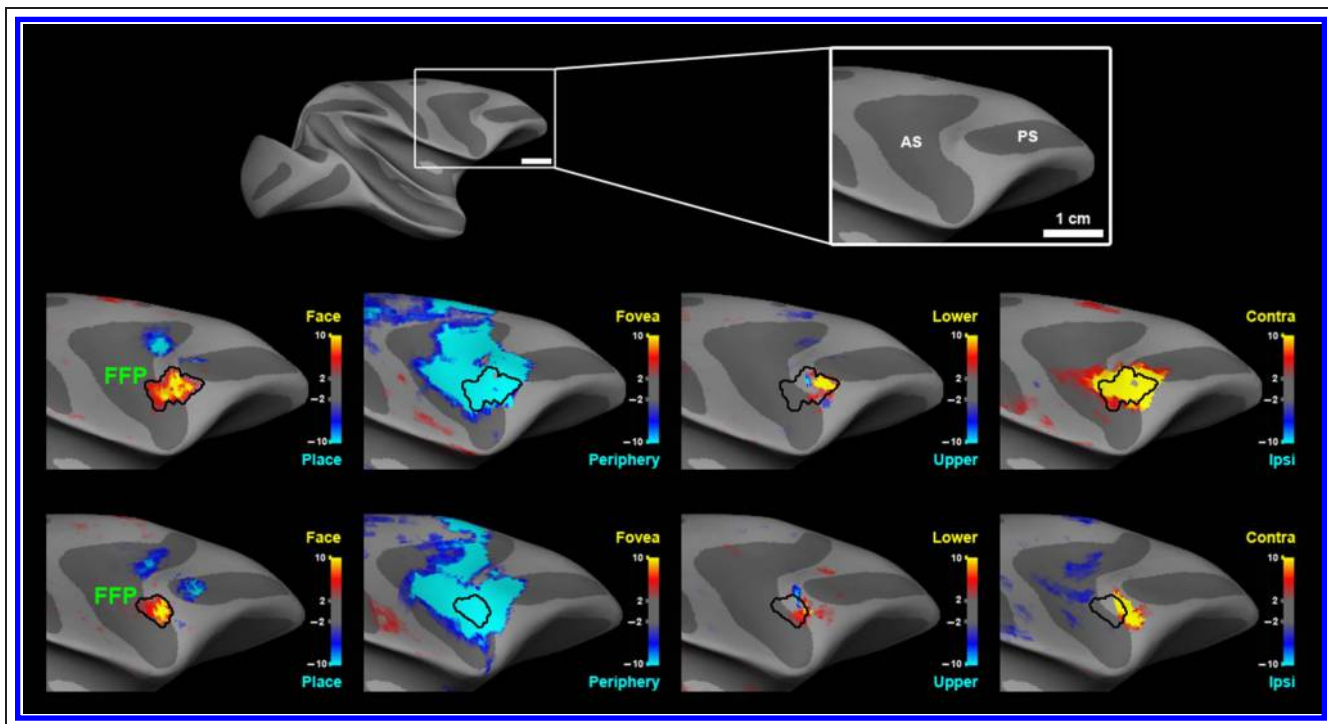 AS
PS
1 cm
Face
10
2
−2
−10
Place
FFP
Fovea
10
2
−2
−10
Periphery
Lower
10
2
−2
−10
Upper
Contra
10
2
−2
−10
Ipsi
Face
10
2
−2
−10
Place
FFP
Fovea
10
2
−2
−10
Periphery
Lower
10
2
−2
−10
Upper
Contra
10
2
−2
−10
Ipsi